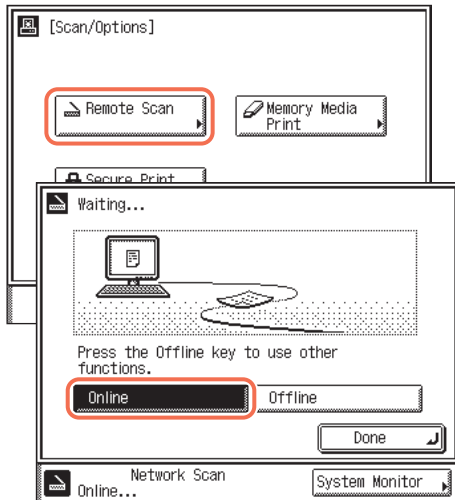 [Scan/Options]
Remote Scan
Memory Media
Print
Secure Print
Waiting...
Press the Offline key to use other
functions.
Online
Offline
Done
Network Scan
Online...
System Monitor